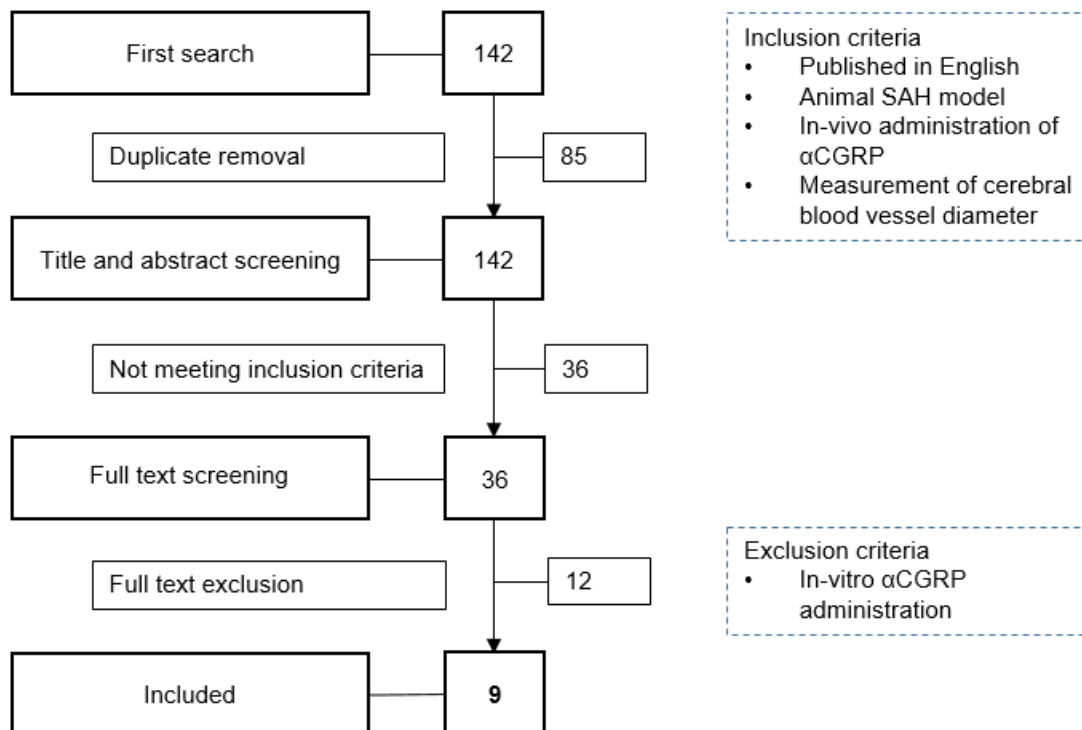 First search
142
Duplicate removal
85
Title and abstract screening
142
Not meeting inclusion criteria
36
Full text screening
36
Full text exclusion
12
Included
9
Inclusion criteria
• Published in English
• Animal SAH model
• In-vivo administration of
αCGRP
• Measurement of cerebral
blood vessel diameter
Exclusion criteria
• In-vitro αCGRP
administration